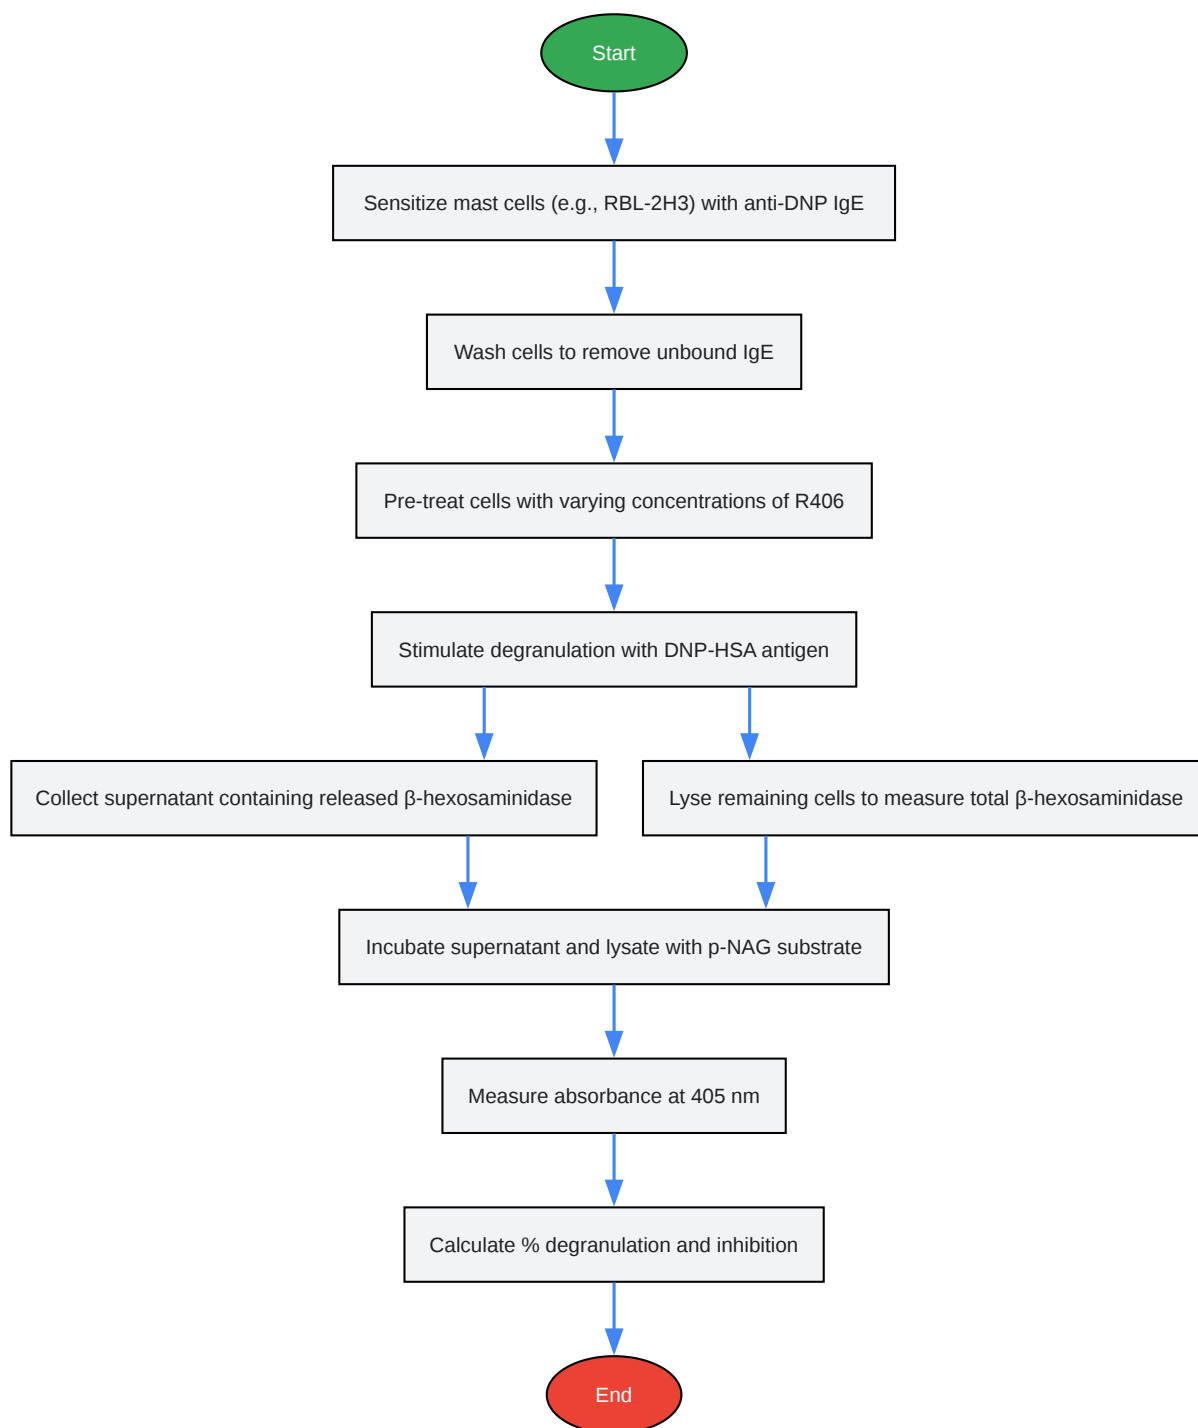 Start
Sensitize mast cells (e.g., RBL-2H3) with anti-DNP IgE
Wash cells to remove unbound IgE
Pre-treat cells with varying concentrations of R406
Stimulate degranulation with DNP-HSA antigen
Collect supernatant containing released β-hexosaminidase
Lyse remaining cells to measure total β-hexosaminidase
Incubate supernatant and lysate with p-NAG substrate
Measure absorbance at 405 nm
Calculate % degranulation and inhibition
End